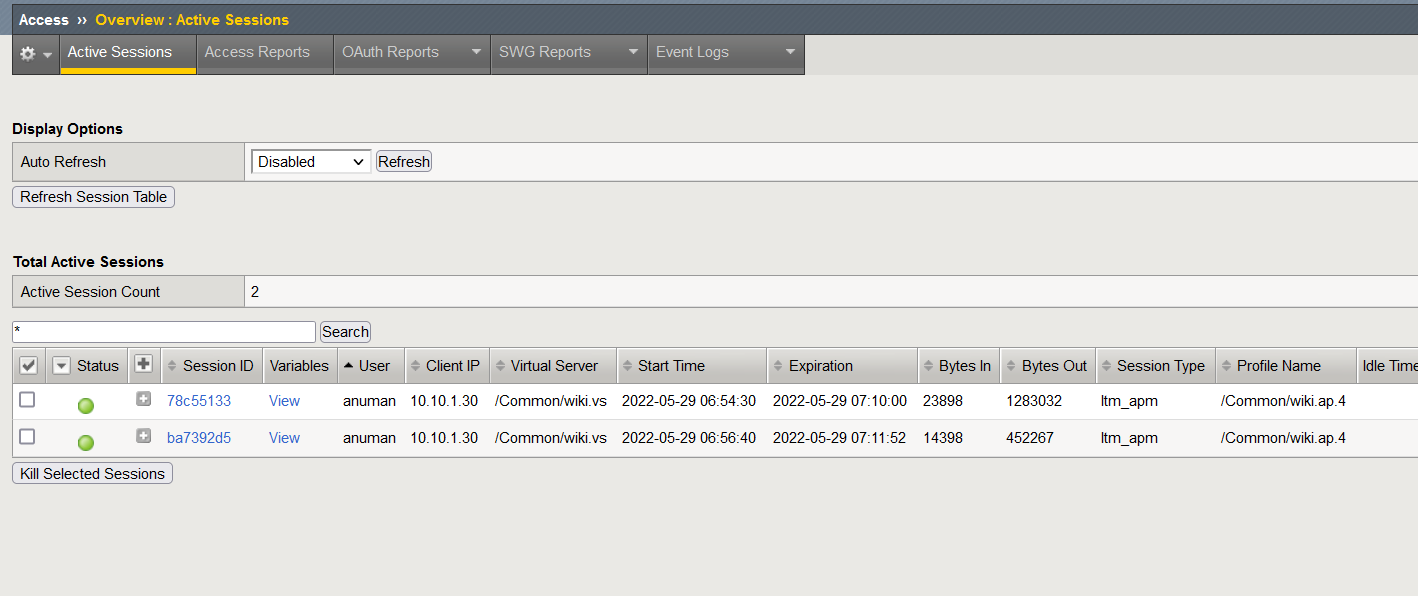 Access ›› Overview : Active Sessions
Active Sessions Access Reports OAuth Reports SWG Reports Event Logs
Display Options
Auto Refresh Disabled Refresh
Refresh Session Table
Total Active Sessions
Active Session Count 2
* Search
Status Session ID Variables User Client IP Virtual Server Start Time Expiration Bytes In Bytes Out Session Type Profile Name Idle Time
78c55133 View anuman 10.10.1.30 /Common/wiki.vs 2022-05-29 06:54:30 2022-05-29 07:10:00 23898 1283032 ltm_apm /Common/wiki.ap.4
ba7392d5 View anuman 10.10.1.30 /Common/wiki.vs 2022-05-29 06:56:40 2022-05-29 07:11:52 14398 452267 ltm_apm /Common/wiki.ap.4
Kill Selected Sessions